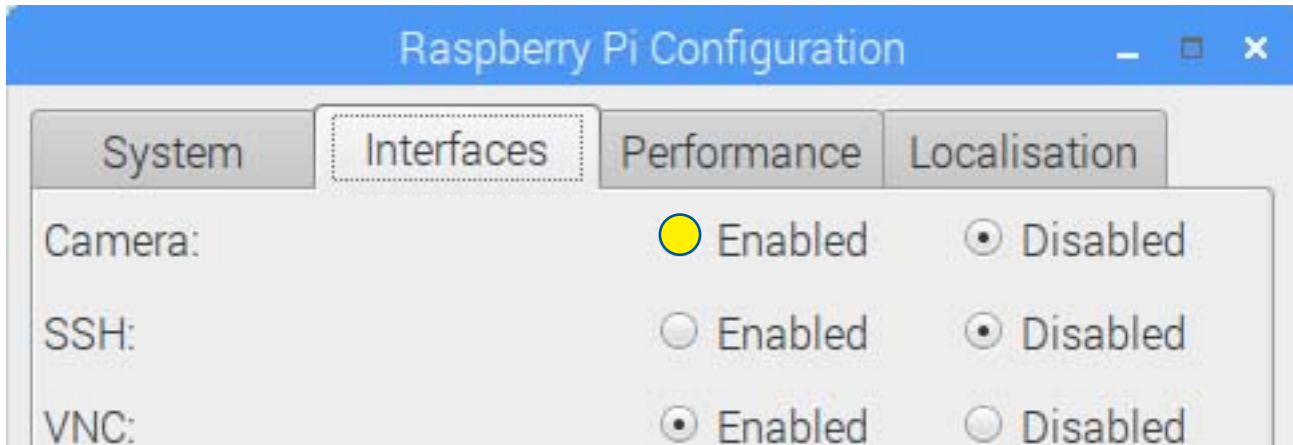 Raspberry Pi Configuration
System Interfaces Performance Localisation
Camera: Enabled Disabled
SSH: Enabled Disabled
VNC: Enabled Disabled